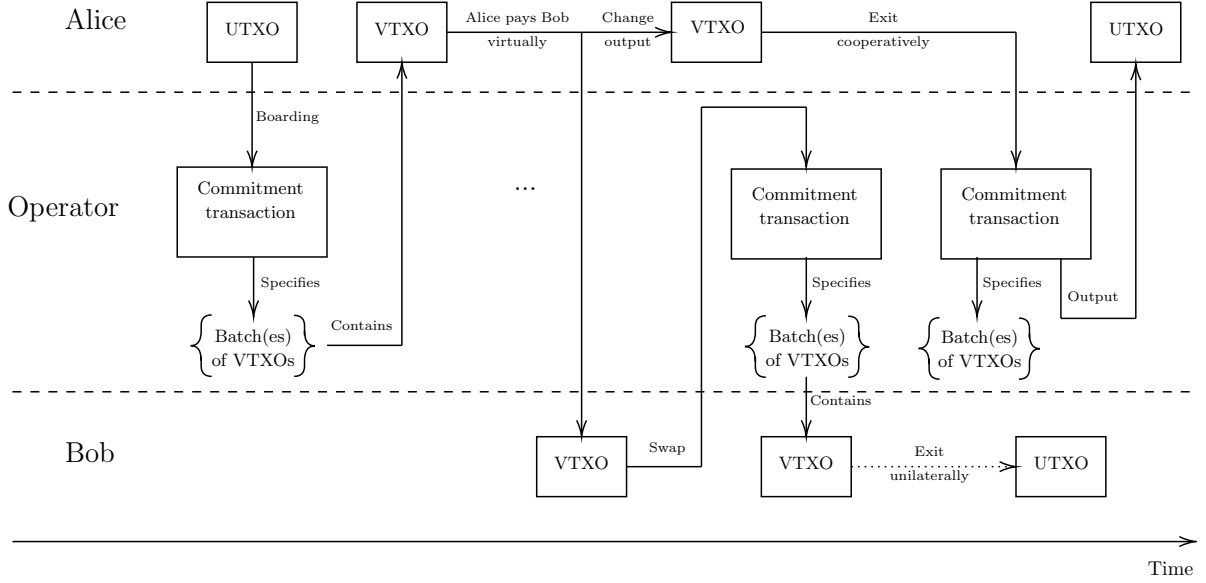 Alice
UTXO
VTXO
Alice pays Bob
virtually
Change
output
VTXO
Exit
cooperatively
UTXO
Boarding
Operator
Commitment
transaction
...
Commitment
transaction
Commitment
transaction
Specifies
Specifies
Specifies
Output
Batch(es)
of VTXOs
Contains
Batch(es)
of VTXOs
Batch(es)
of VTXOs
Contains
Bob
VTXO
Swap
VTXO
Exit
unilaterally
UTXO
Time